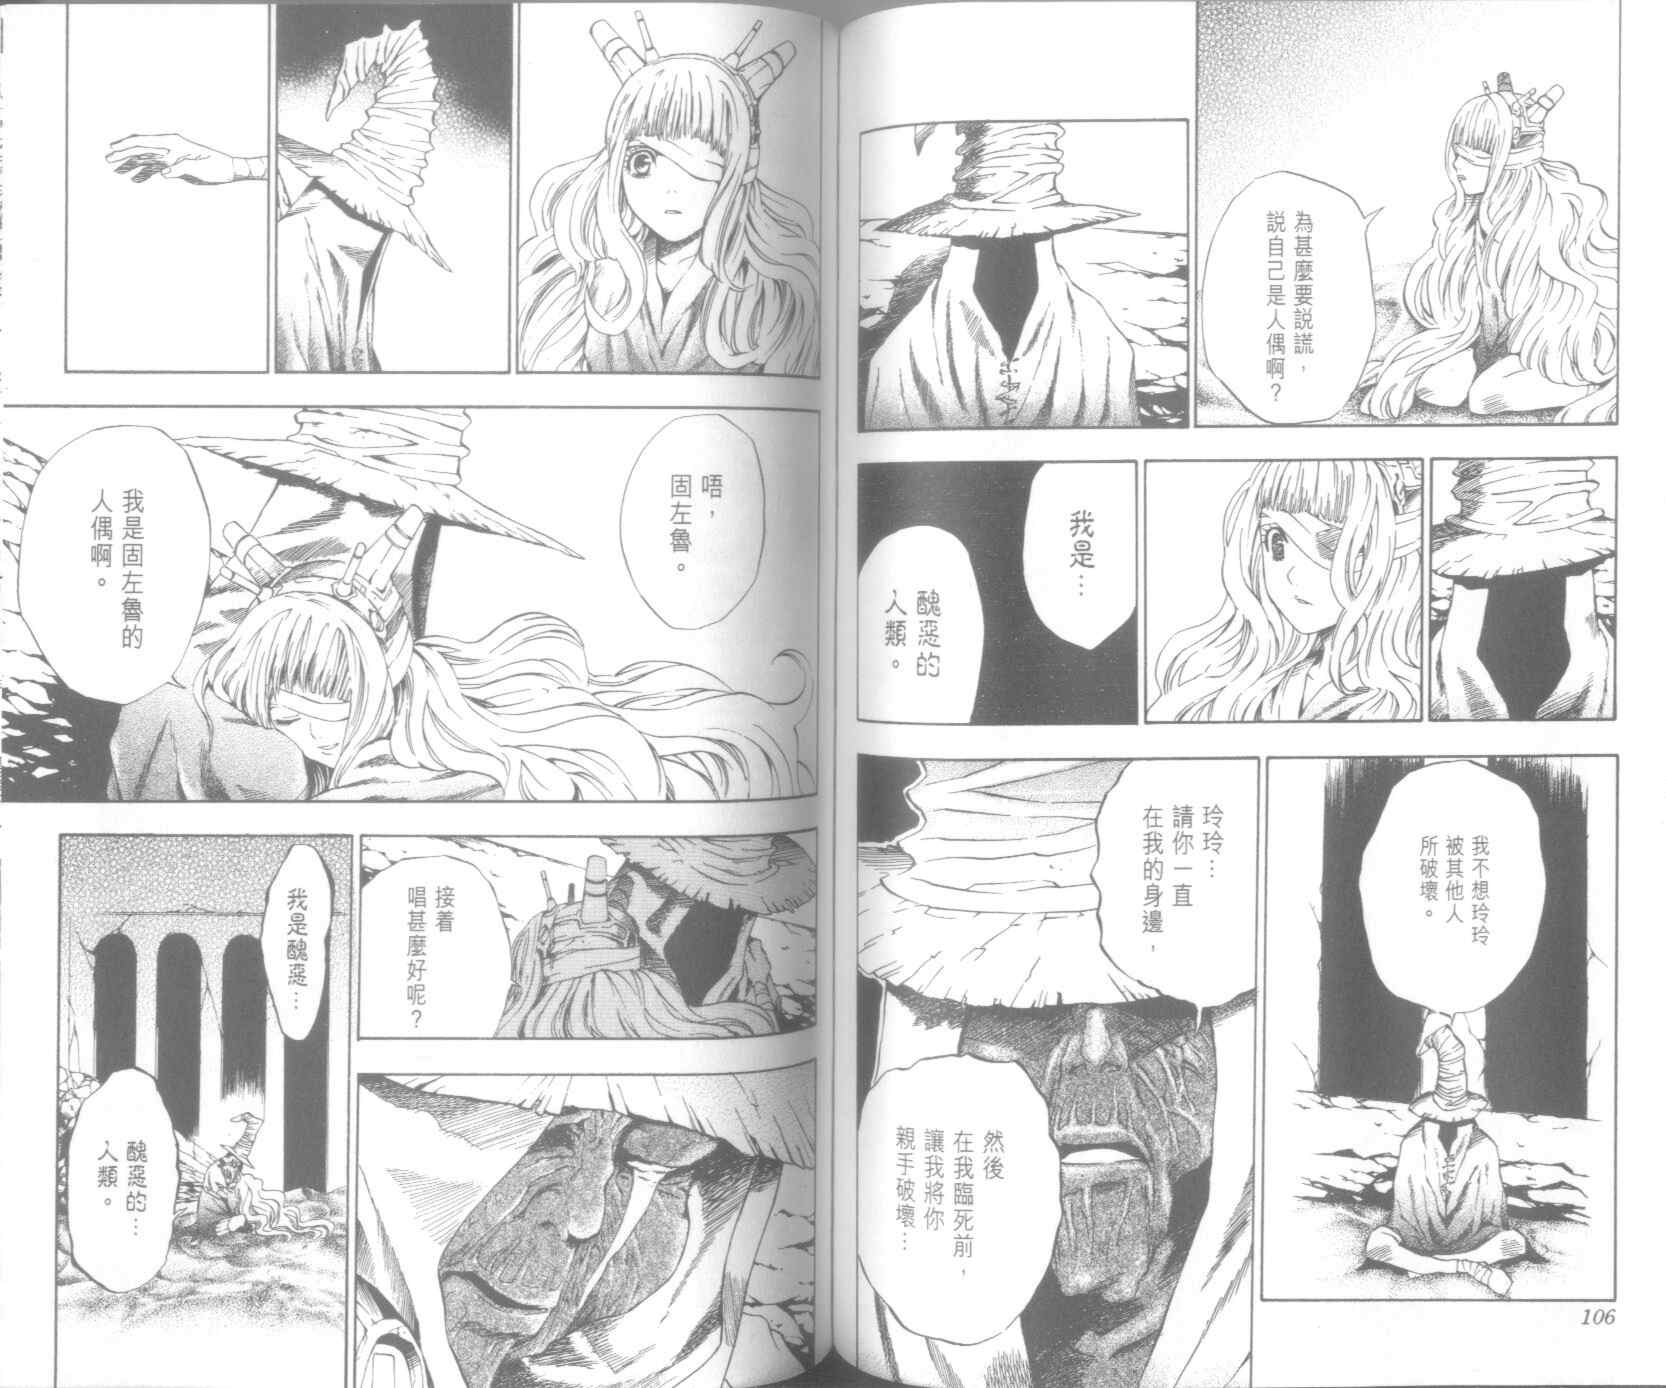 為甚麼要說謊，
說自己是人偶啊？
我是…
醜惡的
人類。
我不想玲玲
被其他人
所破壞。
玲玲…
請你一直
在我的身邊，
然後
在我臨死前，
讓我將你
親手破壞…
106
唔，
固左魯。
我是固左魯的
人偶啊。
接着
唱甚麼好呢？
我是醜惡…
醜惡的…
人類。